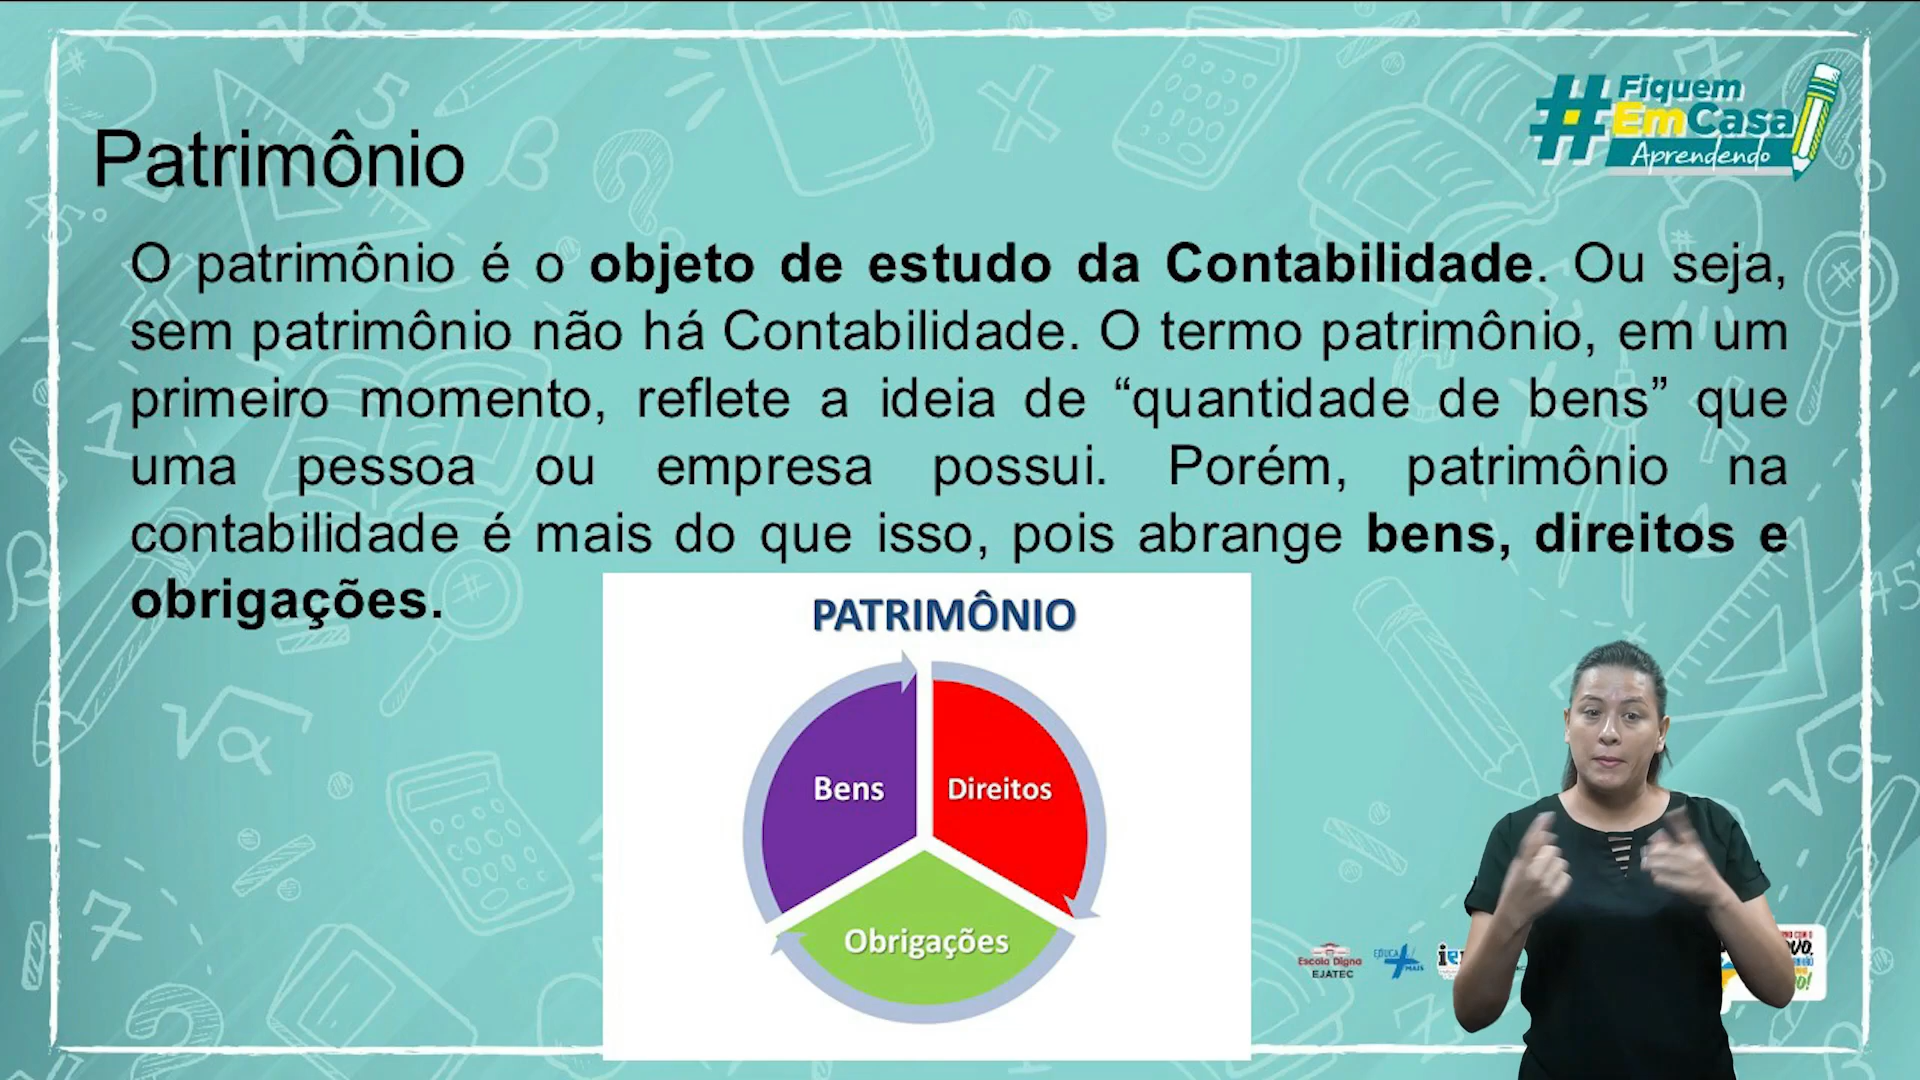 #Fiquem
EmCasa
Aprendendo
Patrimônio
O patrimônio é o objeto de estudo da Contabilidade. Ou seja,
sem patrimônio não há Contabilidade. O termo patrimônio, em um
primeiro momento, reflete a ideia de “quantidade de bens” que
uma pessoa ou empresa possui. Porém, patrimônio na
contabilidade é mais do que isso, pois abrange bens, direitos e
obrigações.
PATRIMÔNIO
Bens
Direitos
Obrigações
Escola Digna
EJATEC
EDUCA
MAIS